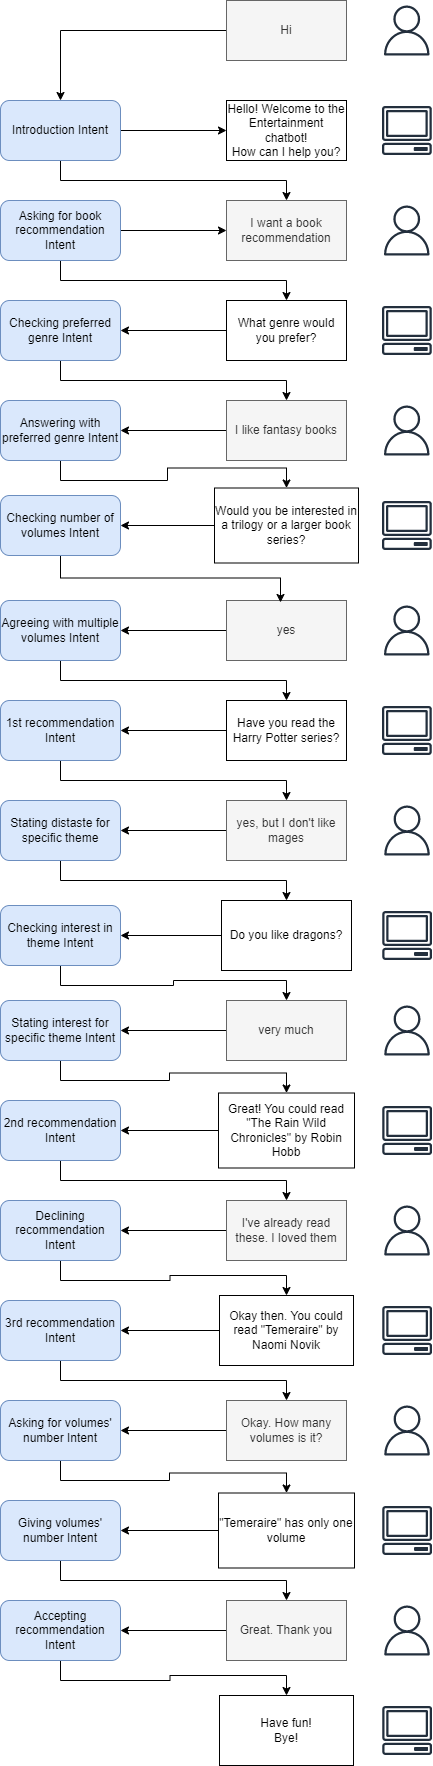 Hi
Introduction Intent
Hello! Welcome to the
Entertainment
chatbot!
How can I help you?
Asking for book
recommendation
Intent
I want a book
recommendation
Checking preferred
genre Intent
What genre would
you prefer?
Answering with
preferred genre Intent
I like fantasy books
Checking number of
volumes Intent
Would you be interested in
a trilogy or a larger book
series?
Agreeing with multiple
volumes Intent
yes
1st recommendation
Intent
Have you read the
Harry Potter series?
Stating distaste for
specific theme
yes, but I don't like
mages
Checking interest in
theme Intent
Do you like dragons?
Stating interest for
specific theme Intent
very much
2nd recommendation
Intent
Great! You could read
"The Rain Wild
Chronicles" by Robin
Hobb
Declining
recommendation
Intent
I've already read
these. I loved them
3rd recommendation
Intent
Okay then. You could
read "Temeraire" by
Naomi Novik
Asking for volumes'
number Intent
Okay. How many
volumes is it?
Giving volumes'
number Intent
"Temeraire" has only one
volume
Accepting
recommendation
Intent
Great. Thank you
Have fun!
Bye!